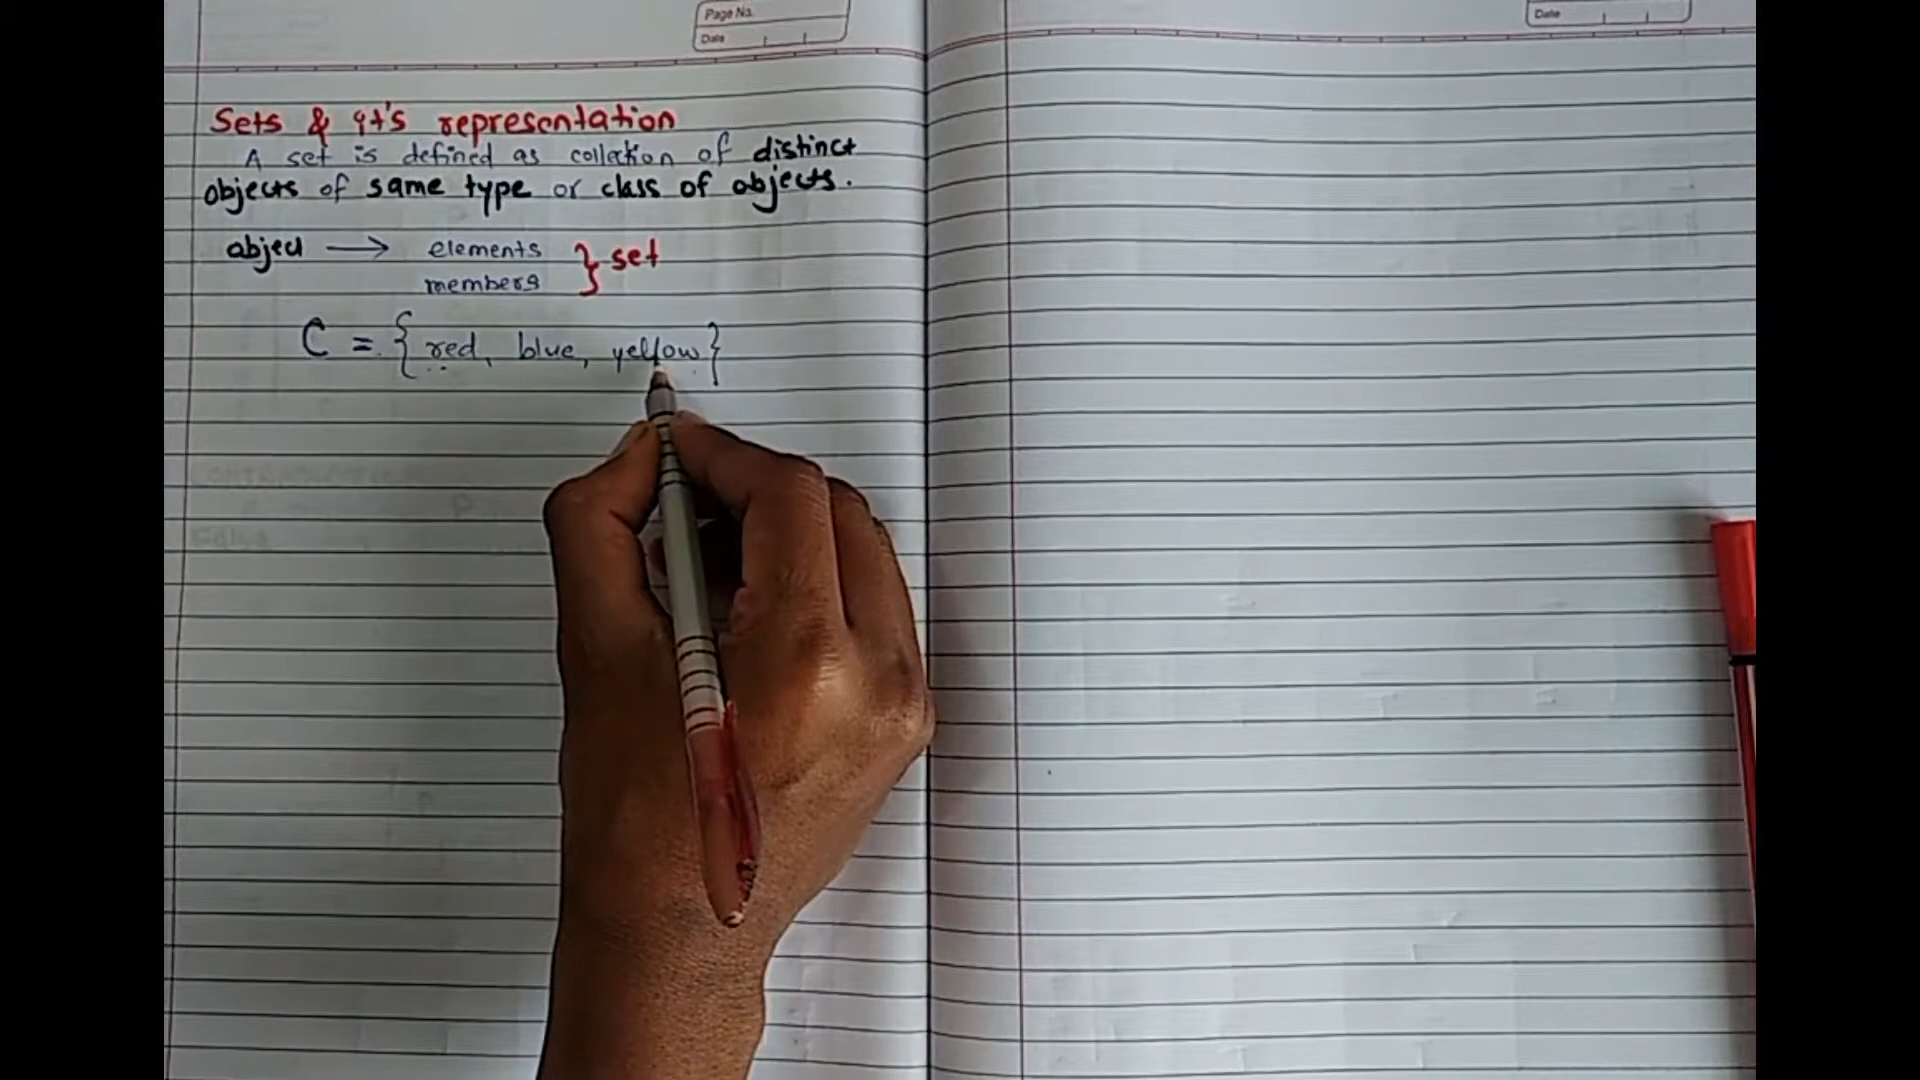 Page No.
Date
Date
Sets & it's representation
A set is defined as collection of distinct
objects of same type or class of objects.
object → elements } set
members
C = { red, blue, yellow }